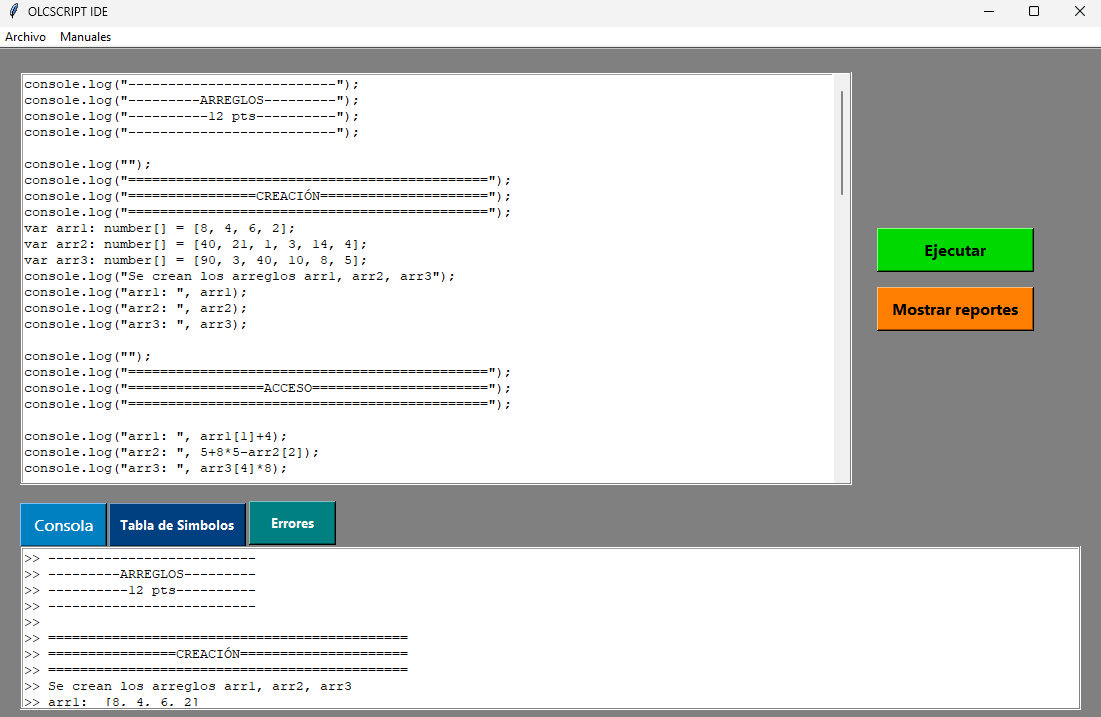 OLCSCRIPT IDE
Archivo Manuales
console.log("--------------------------");
console.log("---------ARREGLOS---------");
console.log("----------12 pts----------");
console.log("--------------------------");
console.log("");
console.log("=============================================");
console.log("================CREACIÓN=====================");
console.log("=============================================");
var arr1: number[] = [8, 4, 6, 2];
var arr2: number[] = [40, 21, 1, 3, 14, 4];
var arr3: number[] = [90, 3, 40, 10, 8, 5];
console.log("Se crean los arreglos arr1, arr2, arr3");
console.log("arr1: ", arr1);
console.log("arr2: ", arr2);
console.log("arr3: ", arr3);
console.log("");
console.log("=============================================");
console.log("=================ACCESO======================");
console.log("=============================================");
console.log("arr1: ", arr1[1]+4);
console.log("arr2: ", 5+8*5-arr2[2]);
console.log("arr3: ", arr3[4]*8);
Ejecutar
Mostrar reportes
Consola Tabla de Simbolos Errores
>> --------------------------
>> ---------ARREGLOS---------
>> ----------12 pts----------
>> --------------------------
>>
>> =============================================
>> ================CREACIÓN=====================
>> =============================================
>> Se crean los arreglos arr1, arr2, arr3
>> arr1:  [8, 4, 6, 2]